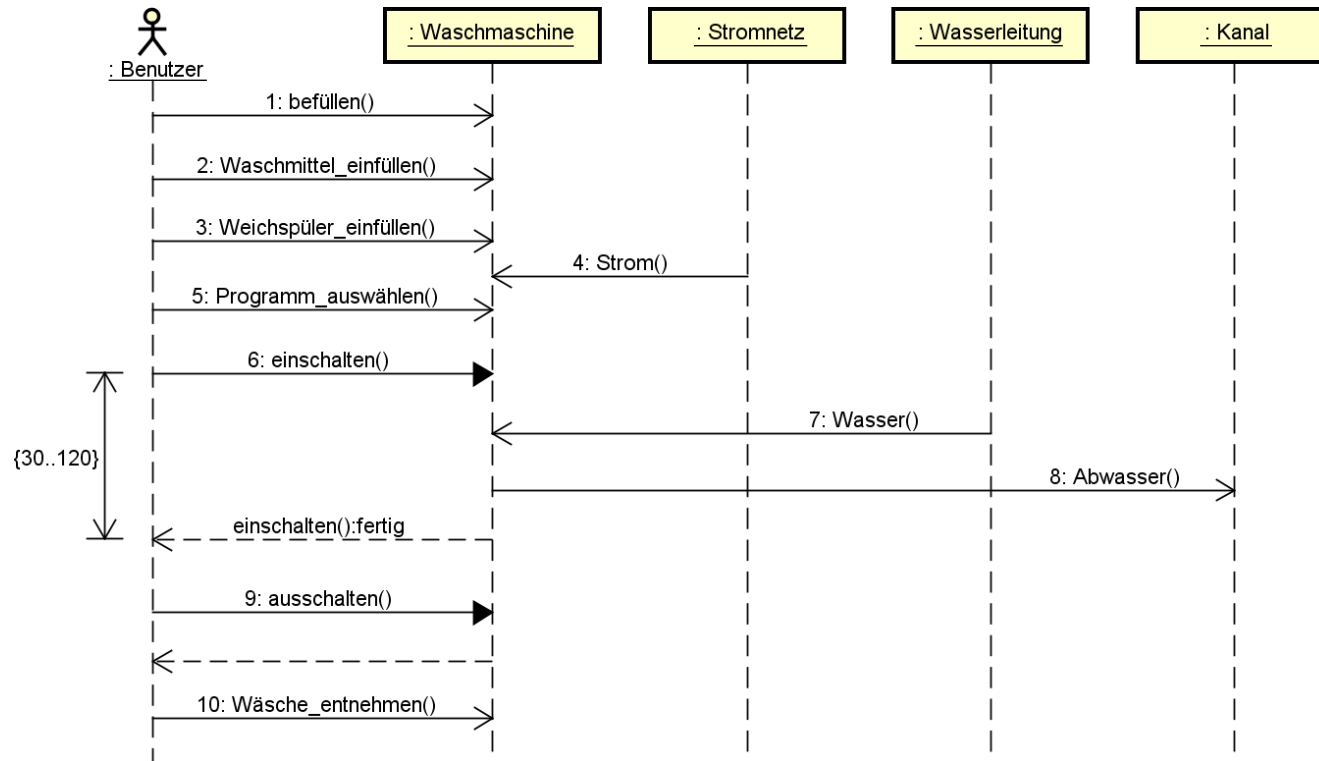 : Benutzer
: Waschmaschine
: Stromnetz
: Wasserleitung
: Kanal
1: befüllen()
2: Waschmittel_einfüllen()
3: Weichspüler_einfüllen()
4: Strom()
5: Programm_auswählen()
6: einschalten()
7: Wasser()
{30..120}
8: Abwasser()
einschalten():fertig
9: ausschalten()
10: Wäsche_entnehmen()